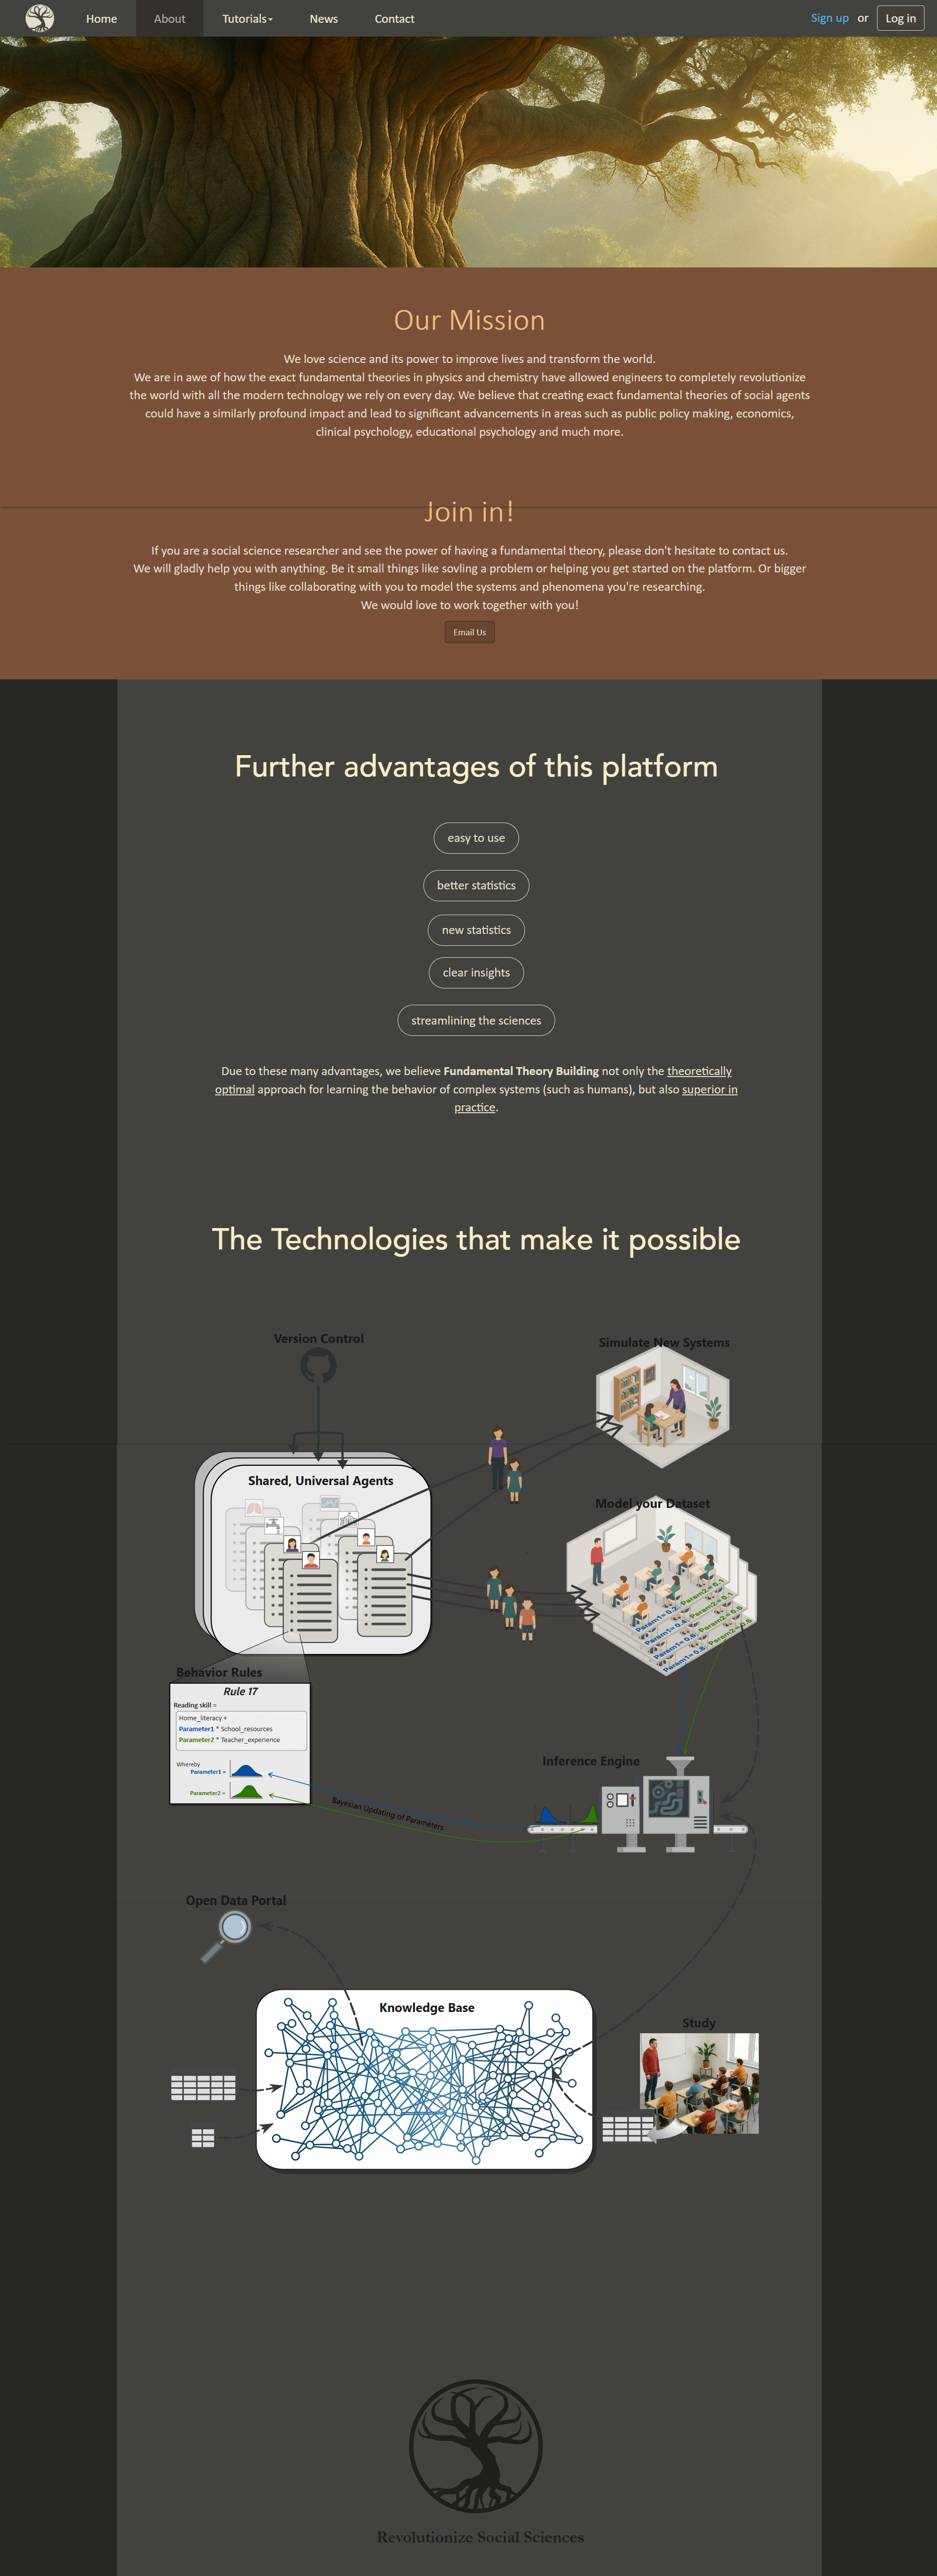 Home
About
Tutorials
News
Contact
Sign up or Log in
Our Mission
We love science and its power to improve lives and transform the world.
We are in awe of how the exact fundamental theories in physics and chemistry have allowed engineers to completely revolutionize
the world with all the modern technology we rely on every day. We believe that creating exact fundamental theories of social agents
could have a similarly profound impact and lead to significant advancements in areas such as public policy making, economics,
clinical psychology, educational psychology and much more.
Join in!
If you are a social science researcher and see the power of having a fundamental theory, please don't hesitate to contact us.
We will gladly help you with anything. Be it small things like sovling a problem or helping you get started on the platform. Or bigger
things like collaborating with you to model the systems and phenomena you're researching.
We would love to work together with you!
Email Us
Further advantages of this platform
easy to use
better statistics
new statistics
clear insights
streamlining the sciences
Due to these many advantages, we believe Fundamental Theory Building not only the theoretically
optimal approach for learning the behavior of complex systems (such as humans), but also superior in
practice.
The Technologies that make it possible
Version Control
Simulate New Systems
Shared, Universal Agents
Model your Dataset
Behavior Rules
Rule 17
Reading skill =
Home_literacy +
Parameter1 * School_resources
Parameter2 * Teacher_experience
Whereby
Parameter1 =
Parameter2 =
Inference Engine
Bayesian Updating of Parameters
Open Data Portal
Knowledge Base
Study
Revolutionize Social Sciences